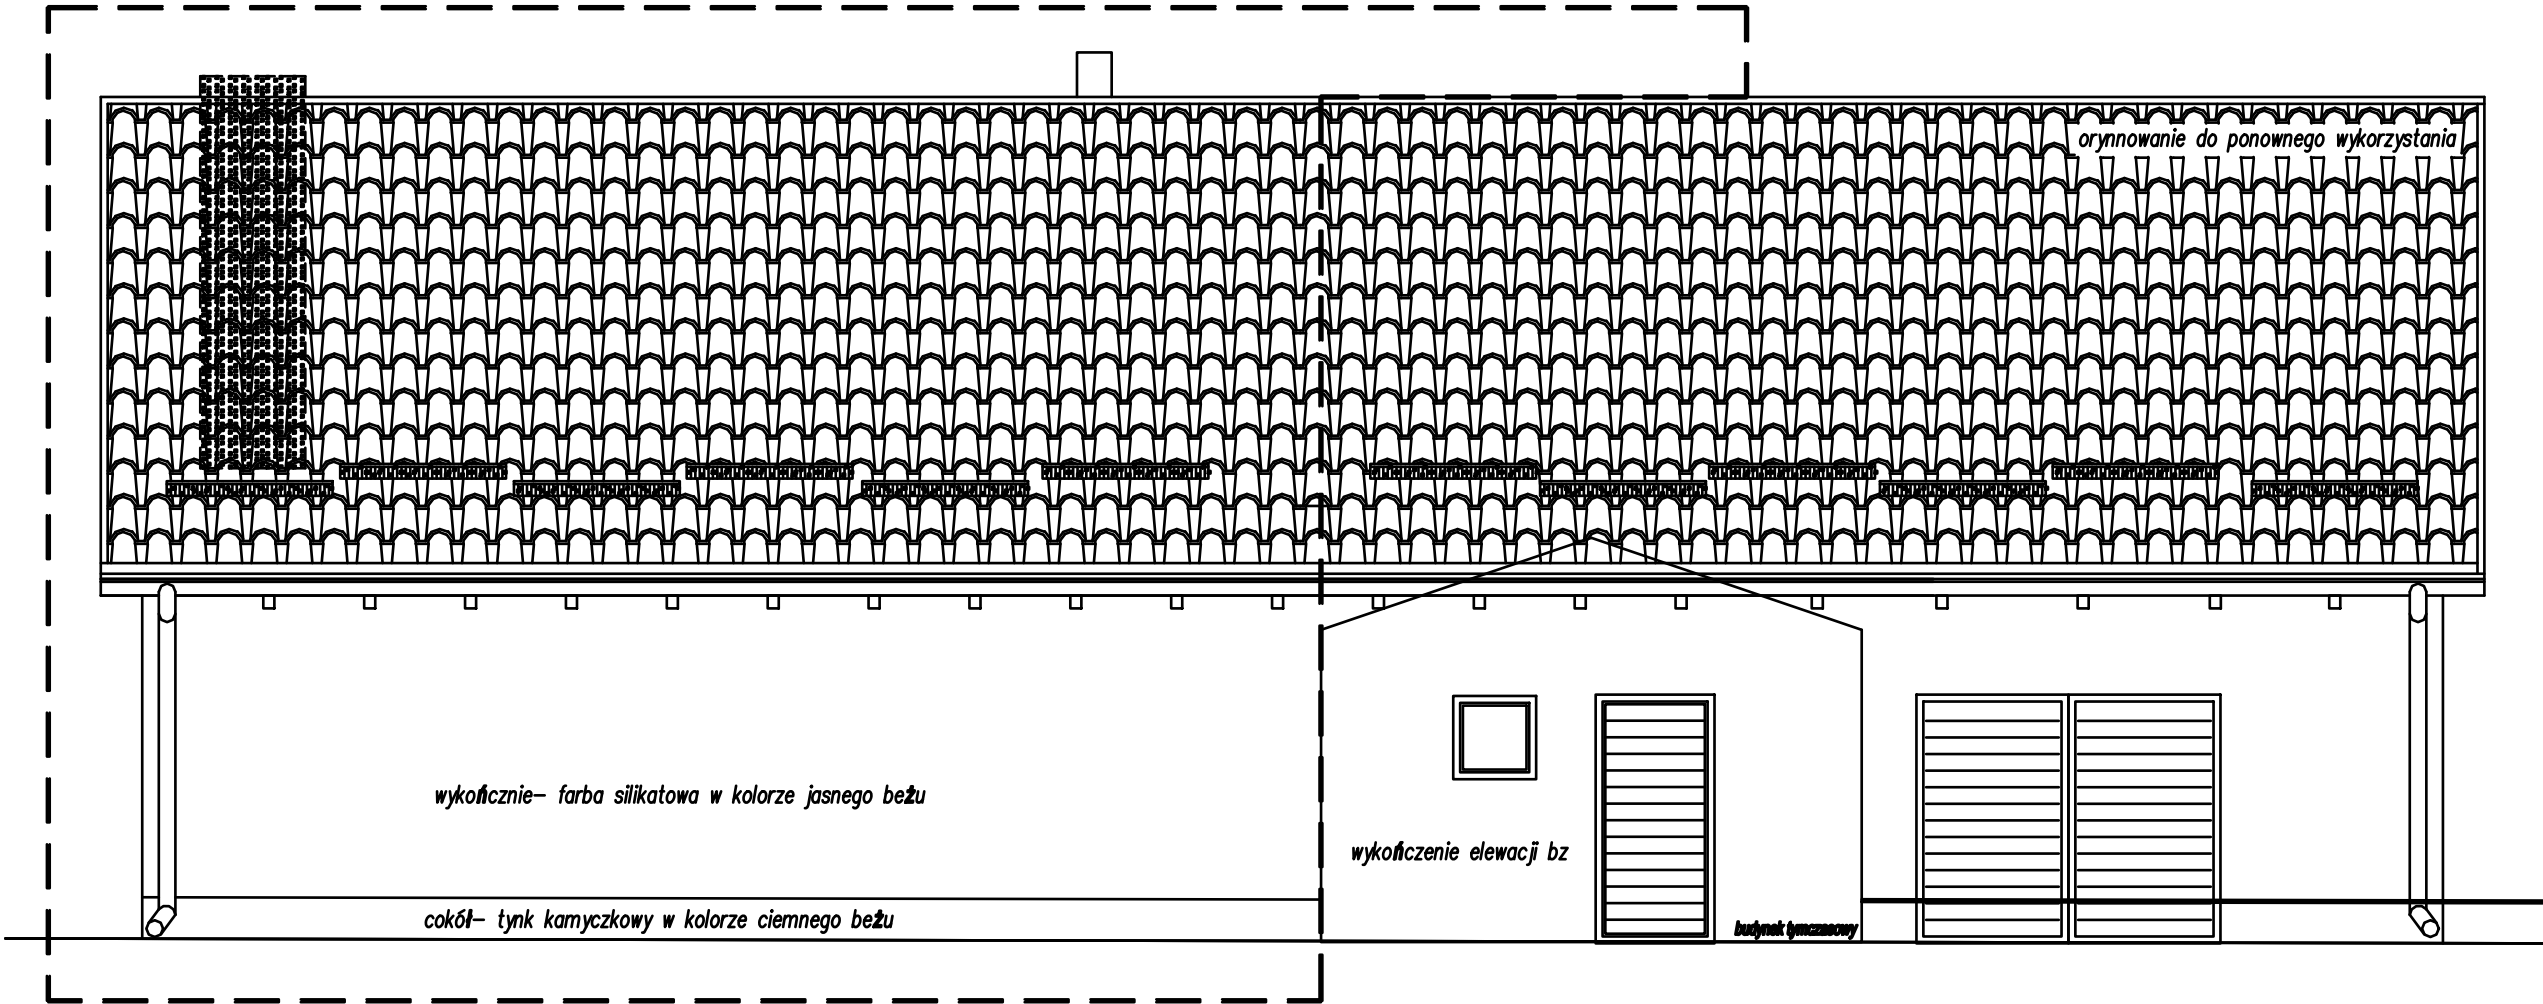 orynnowanie do ponownego wykorzystania
wykończnie– farba silikatowa w kolorze jasnego beżu
wykończenie elewacji bz
cokół– tynk kamyczkowy w kolorze ciemnego beżu
budynek tymczasowy